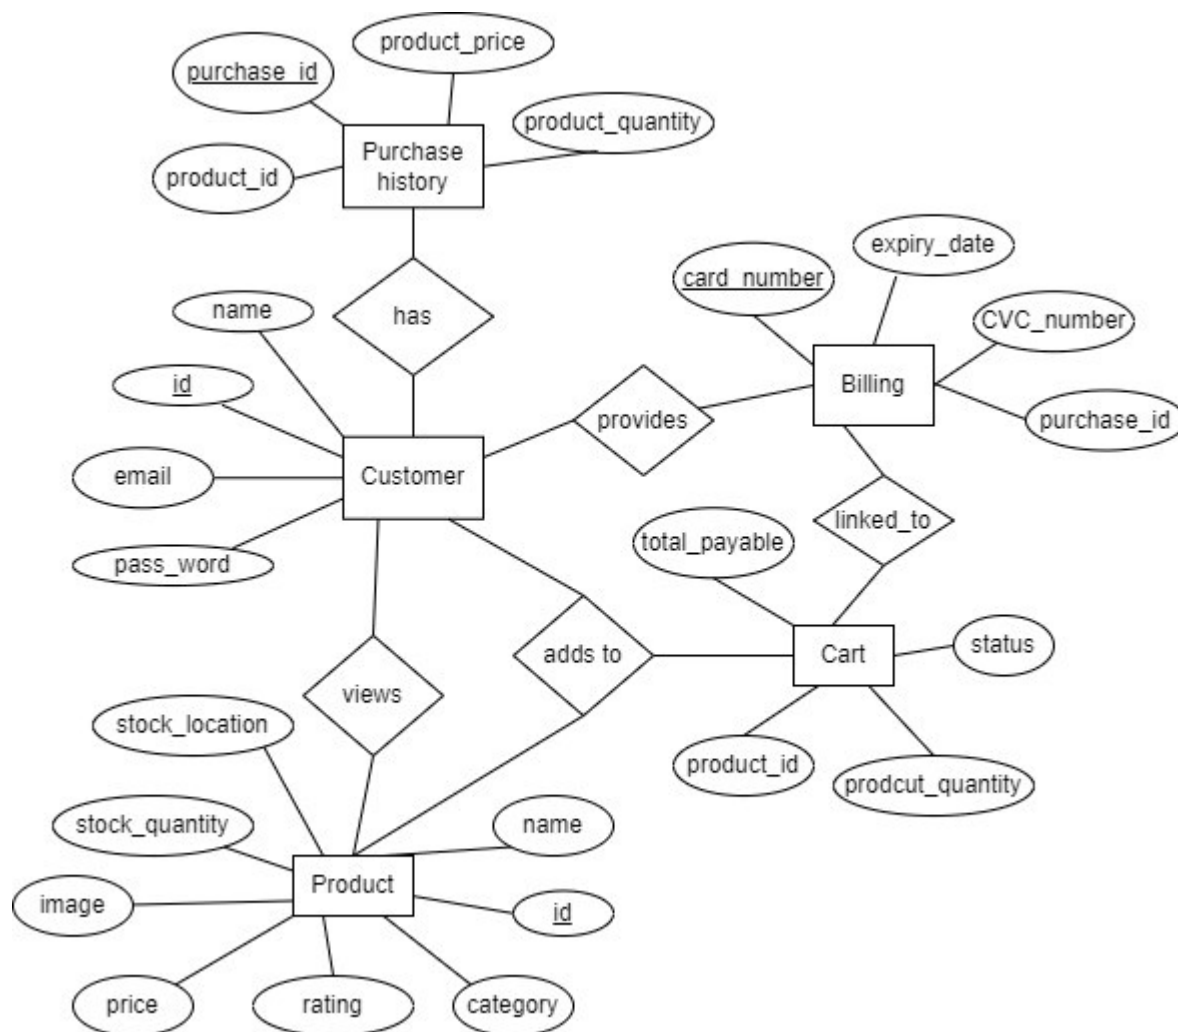 product_price
purchase_id
product_quantity
Purchase
history
product_id
expiry_date
card_number
name
has
CVC_number
id
Billing
provides
purchase_id
email
Customer
linked_to
total_payable
pass_word
status
adds to
Cart
views
stock_location
product_id
prodcut_quantity
stock_quantity
name
Product
image
id
price
rating
category